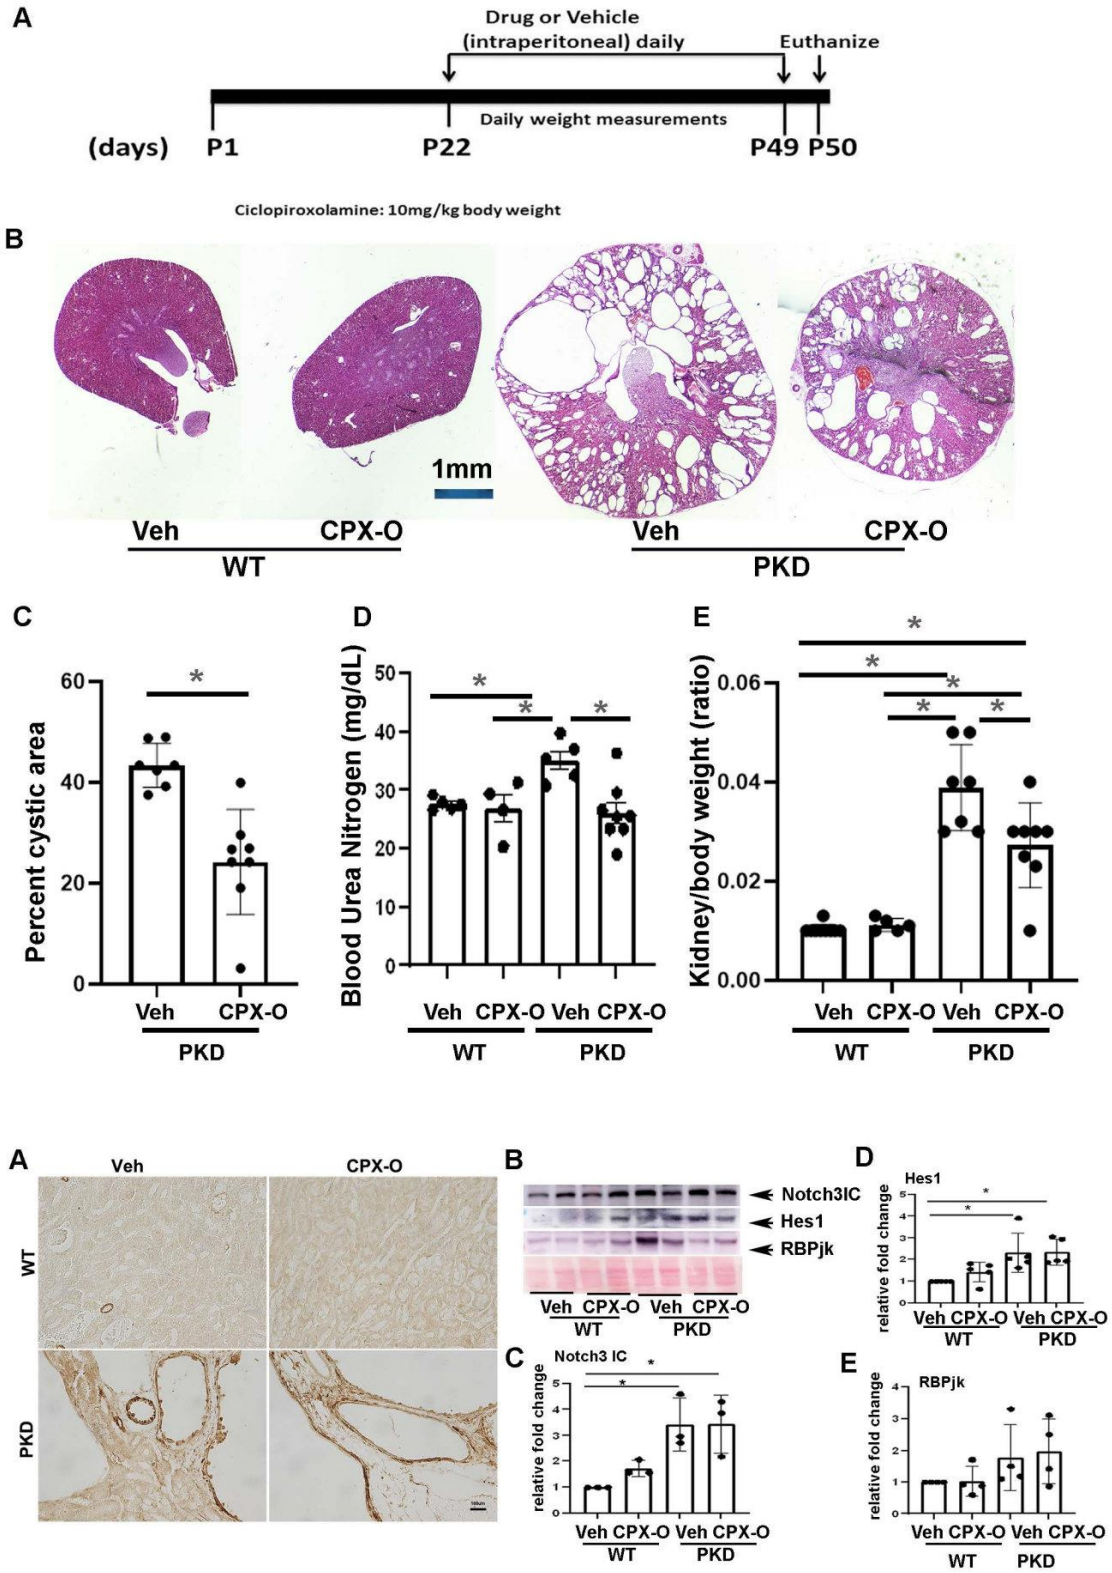 A
Drug or Vehicle
(intraperitoneal) daily
Euthanize
Daily weight measurements
(days)
P1
P22
P49
P50
Ciclopiroxolamine: 10mg/kg body weight
B
1mm
Veh
CPX-O
Veh
CPX-O
WT
PKD
C
Percent cystic area
60
40
20
0
*
Veh
CPX-O
PKD
D
Blood Urea Nitrogen (mg/dL)
50
40
30
20
10
0
*
*
*
Veh
CPX-O
Veh
CPX-O
WT
PKD
E
Kidney/body weight (ratio)
0.06
0.04
0.02
0.00
*
*
*
*
*
Veh
CPX-O
Veh
CPX-O
WT
PKD
A
Veh
CPX-O
WT
PKD
B
Notch3IC
Hes1
RBPjk
Veh
CPX-O
Veh
CPX-O
WT
PKD
C
Notch3 IC
relative fold change
5
4
3
2
1
0
*
*
Veh CPX-O
Veh CPX-O
WT
PKD
D
Hes1
relative fold change
5
4
3
2
1
0
*
*
Veh CPX-O
Veh CPX-O
WT
PKD
E
RBPjk
relative fold change
4
3
2
1
0
Veh CPX-O
Veh CPX-O
WT
PKD